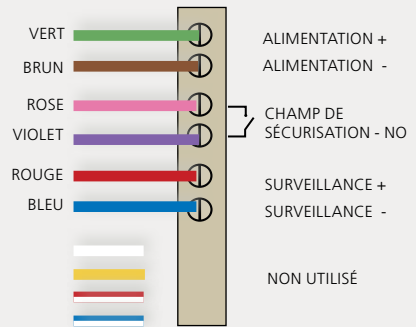 VERT
ALIMENTATION +
BRUN
ALIMENTATION -
ROSE
CHAMP DE
SÉCURISATION - NO
VIOLET
ROUGE
SURVEILLANCE +
BLEU
SURVEILLANCE -
NON UTILISÉ